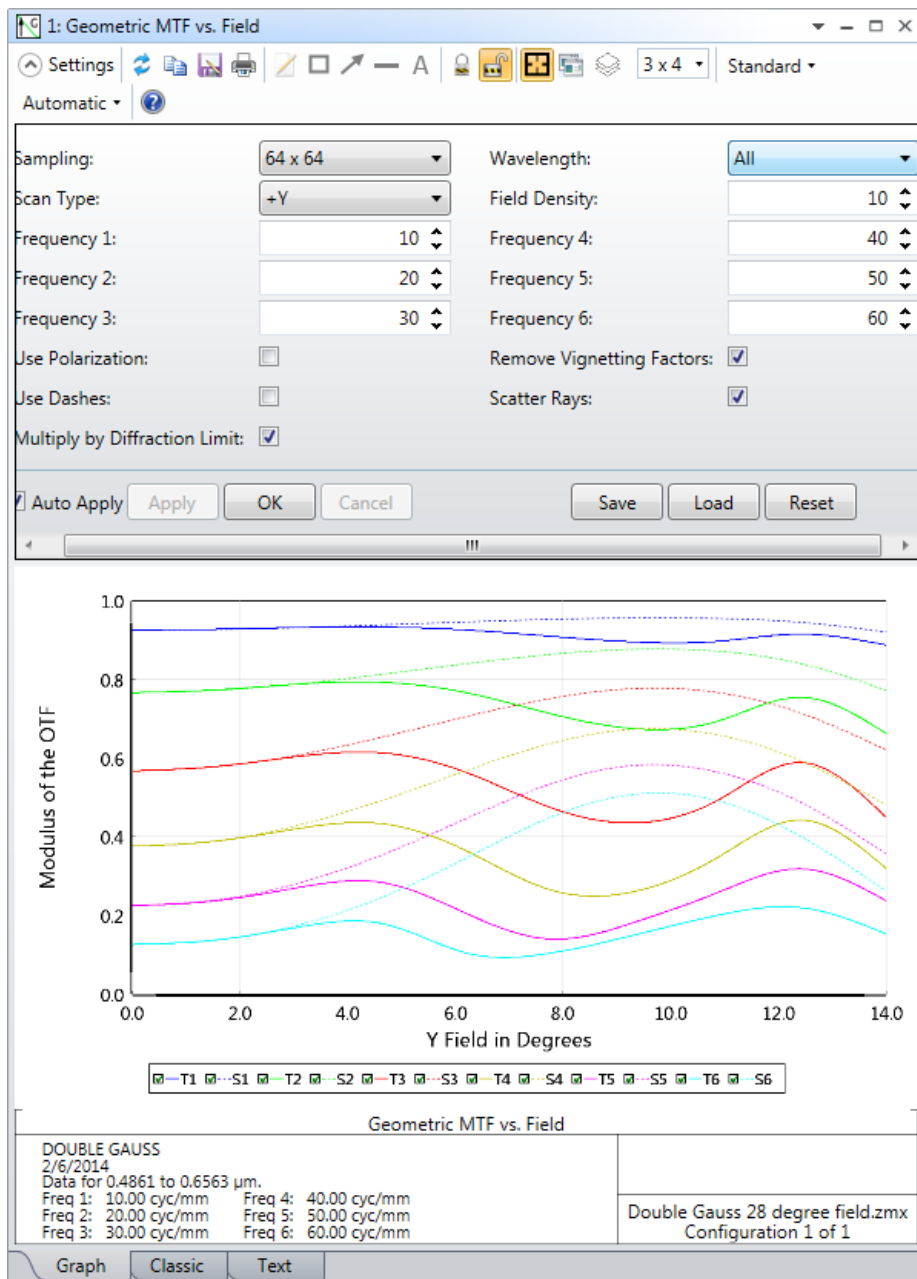 1: Geometric MTF vs. Field
Settings A 3 x 4 Standard
Automatic
Sampling: 64 x 64 Wavelength: All
Scan Type: +Y Field Density: 10
Frequency 1: 10 Frequency 4: 40
Frequency 2: 20 Frequency 5: 50
Frequency 3: 30 Frequency 6: 60
Use Polarization: Remove Vignetting Factors:
Use Dashes: Scatter Rays:
Multiply by Diffraction Limit:
Auto Apply Apply OK Cancel Save Load Reset
1.0
0.8
0.6
0.4
0.2
0.0
Modulus of the OTF
0.0 2.0 4.0 6.0 8.0 10.0 12.0 14.0
Y Field in Degrees
T1 S1 T2 S2 T3 S3 T4 S4 T5 S5 T6 S6
Geometric MTF vs. Field
DOUBLE GAUSS
2/6/2014
Data for 0.4861 to 0.6563 µm.
Freq 1: 10.00 cyc/mm Freq 4: 40.00 cyc/mm
Freq 2: 20.00 cyc/mm Freq 5: 50.00 cyc/mm
Freq 3: 30.00 cyc/mm Freq 6: 60.00 cyc/mm
Double Gauss 28 degree field.zmx
Configuration 1 of 1
Graph Classic Text